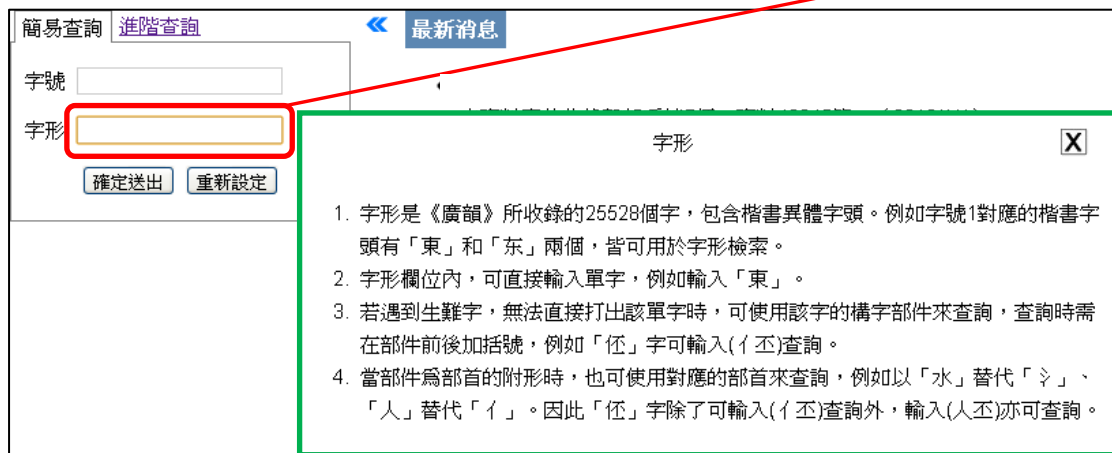 簡易查詢 進階查詢
« 最新消息
字號
字形
確定送出 重新設定
字形 X
1. 字形是《廣韻》所收錄的25528個字,包含楷書異體字頭。例如字號1對應的楷書字
頭有「東」和「东」兩個,皆可用於字形檢索。
2. 字形欄位內,可直接輸入單字,例如輸入「東」。
3. 若遇到生難字,無法直接打出該單字時,可使用該字的構字部件來查詢,查詢時需
在部件前後加括號,例如「伾」字可輸入(亻丕)查詢。
4. 當部件爲部首的附形時,也可使用對應的部首來查詢,例如以「水」替代「氵」、
「人」替代「亻」。因此「伾」字除了可輸入(亻丕)查詢外,輸入(人丕)亦可查詢。